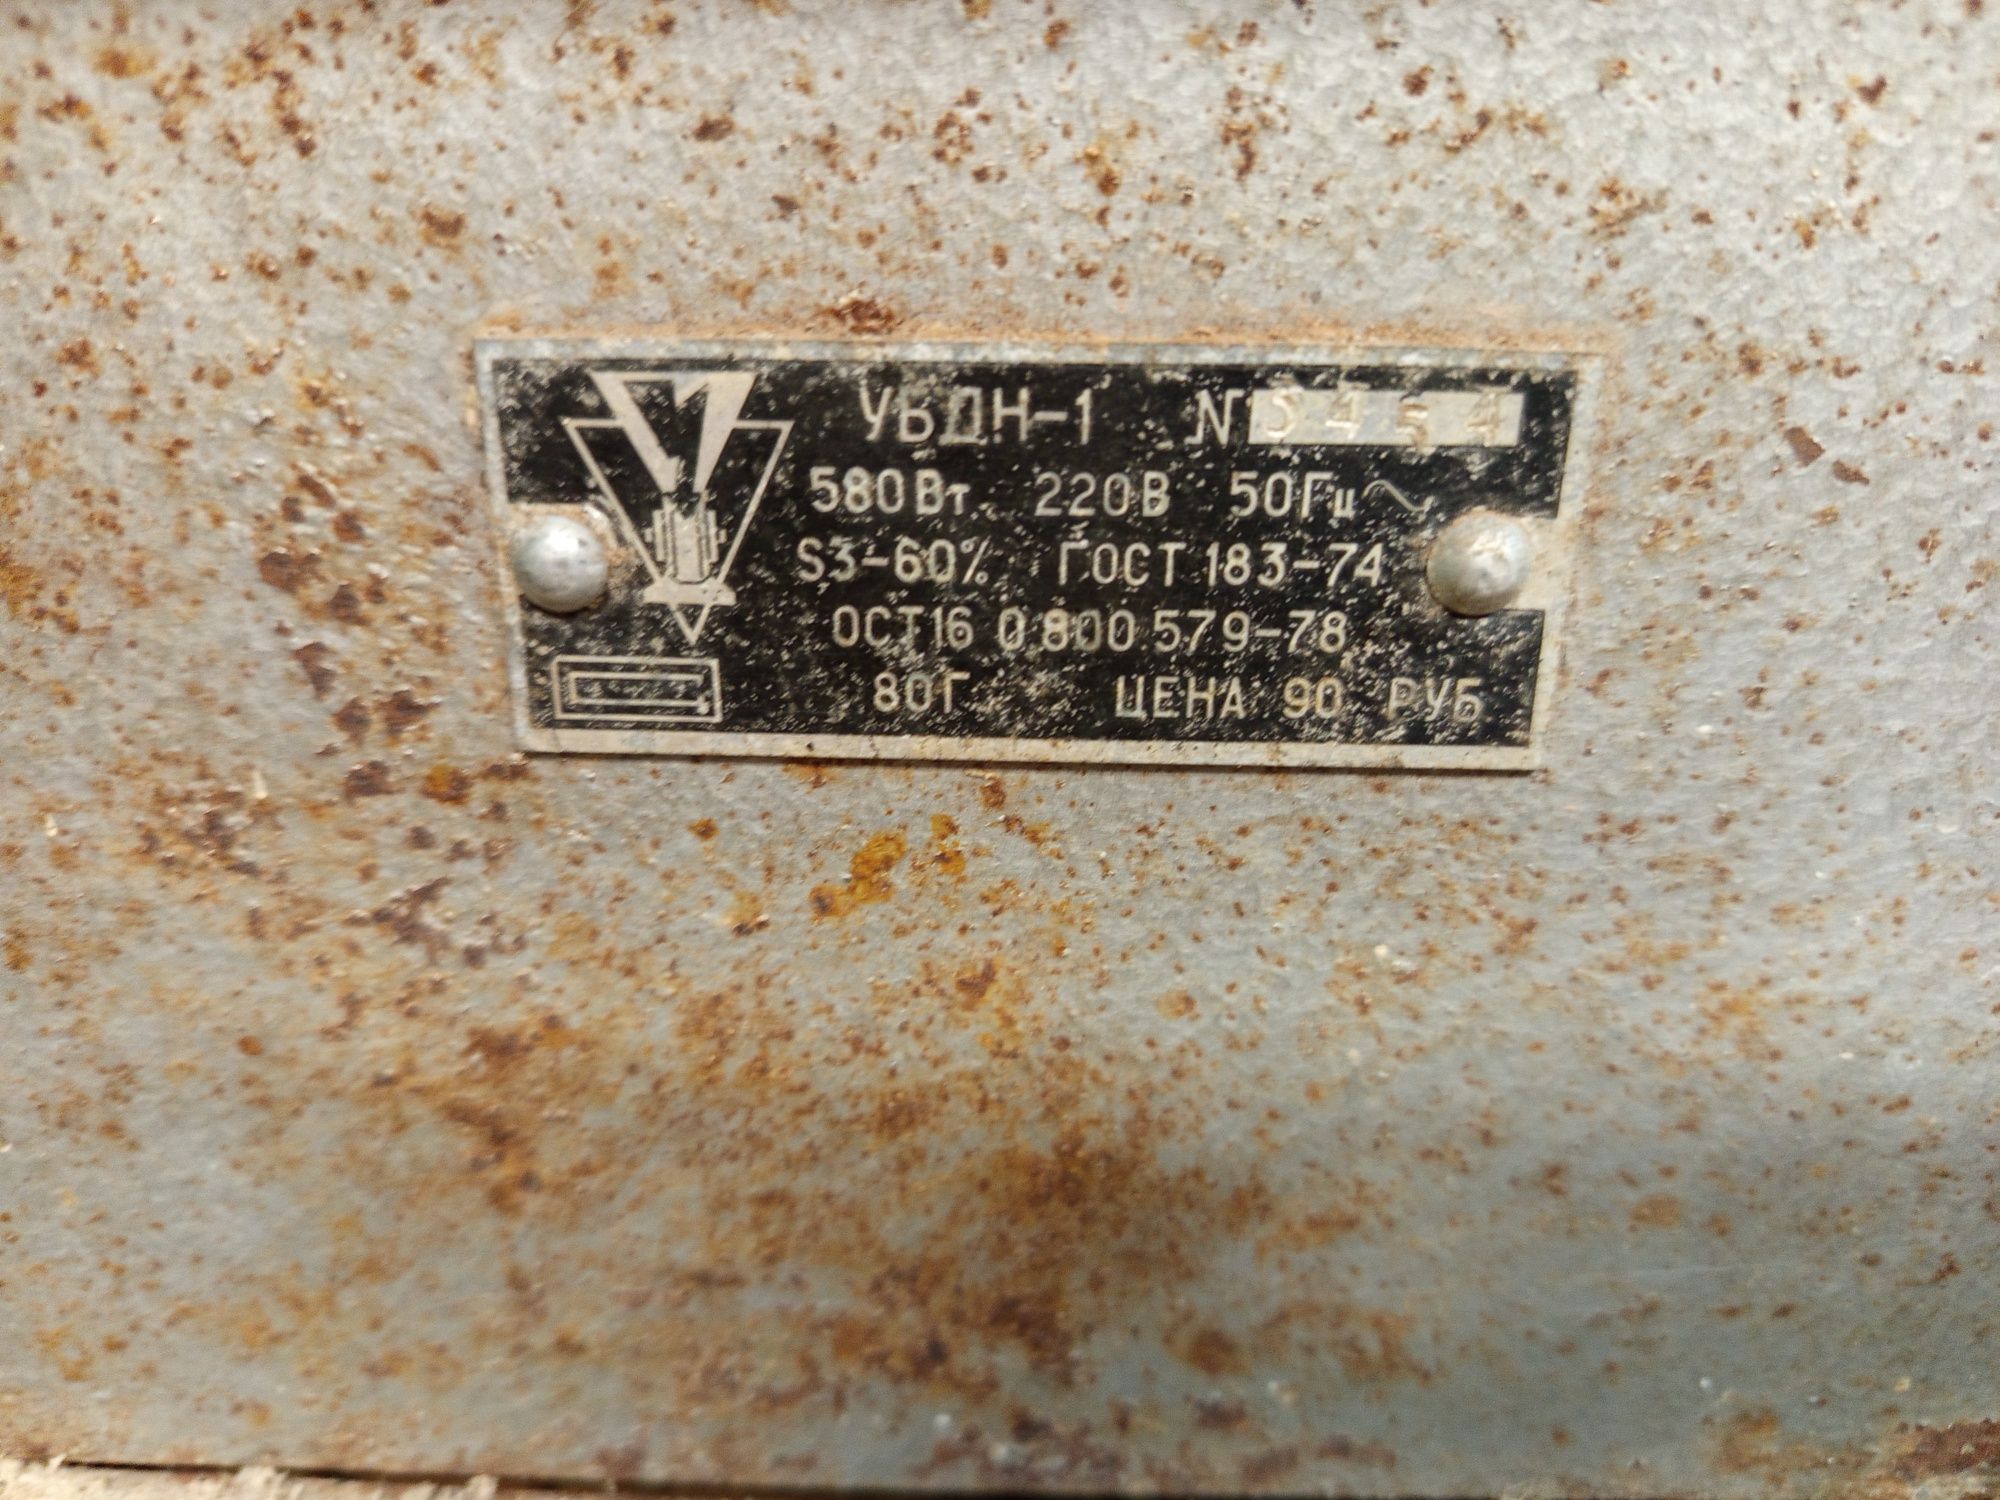 УБДН-1 №
580Вт 220В 50Гц~
S3-60% ГОСТ 183-74
ОСТ16 0.800.579-78
80Г ЦЕНА 90 РУБ